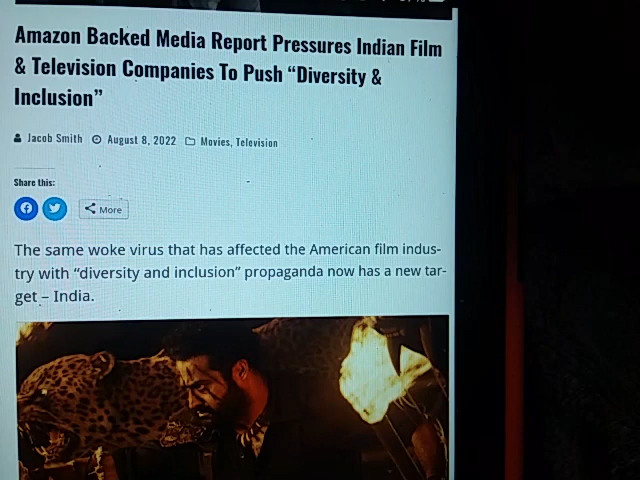 Amazon Backed Media Report Pressures Indian Film
& Television Companies To Push “Diversity &
Inclusion”
Jacob Smith August 8, 2022 Movies, Television
Share this:
More
The same woke virus that has affected the American film indus-
try with “diversity and inclusion” propaganda now has a new tar-
get – India.